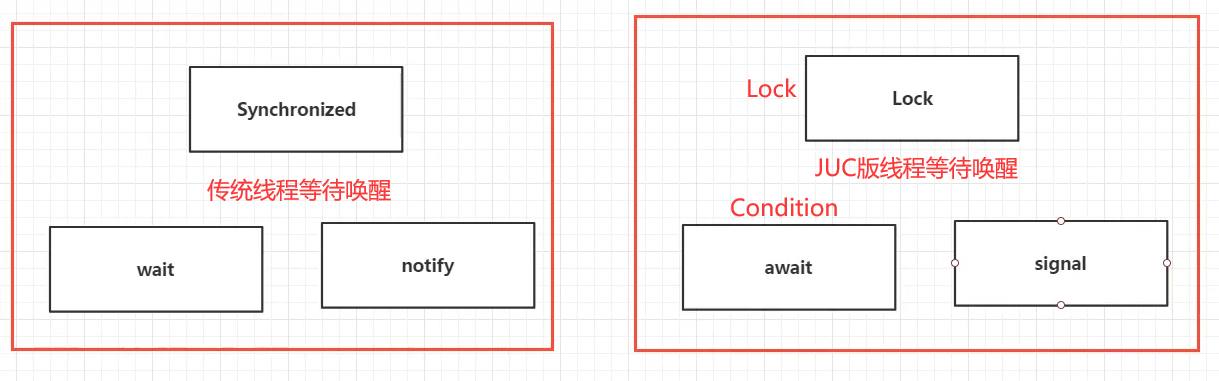 Synchronized
传统线程等待唤醒
wait
notify
Lock
Lock
JUC版线程等待唤醒
Condition
await
signal